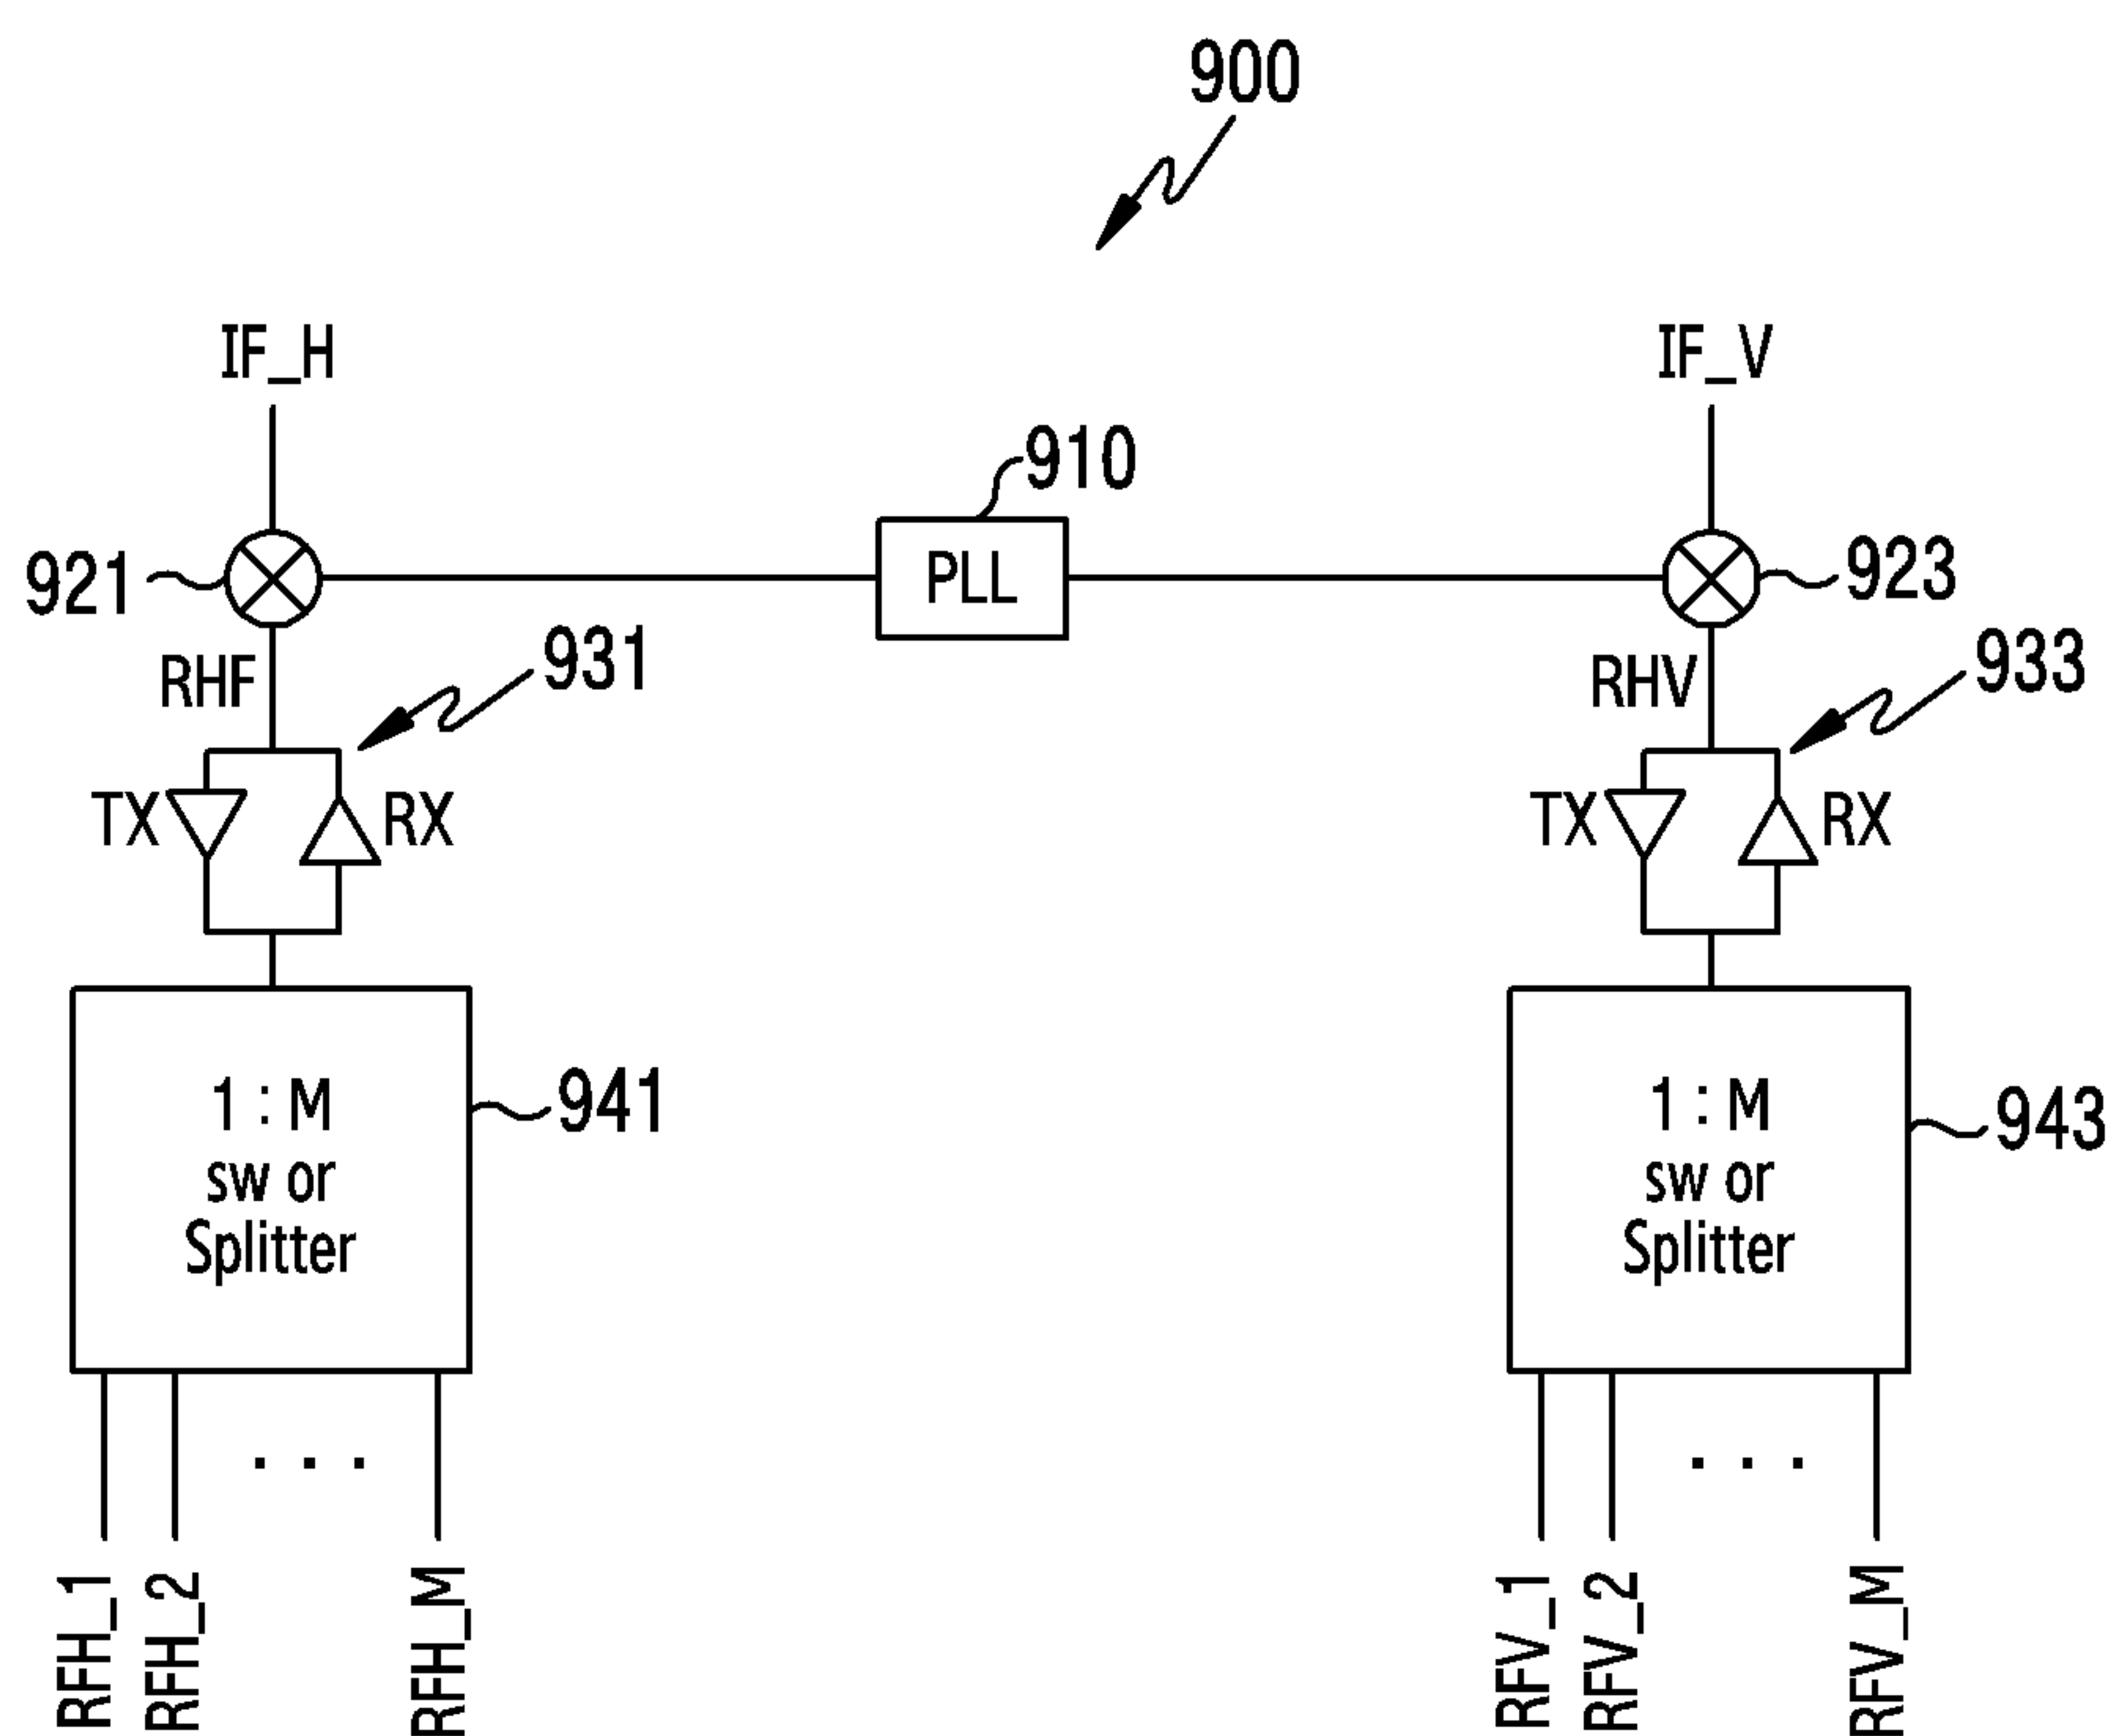 900
IF_H
IF_V
910
PLL
921
923
RHF
931
RHV
933
TX
RX
TX
RX
1 : M
sw or
Splitter
941
1 : M
sw or
Splitter
943
RFH_1
RFH_2
. . .
RFH_M
RFV_1
RFV_2
. . .
RFV_M